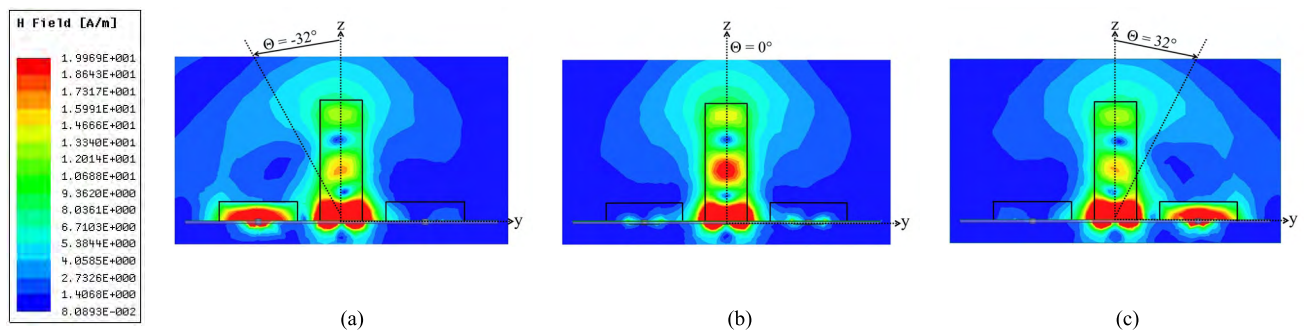 H Field [A/m]
1.9969E+001
1.8643E+001
1.7317E+001
1.5991E+001
1.4666E+001
1.3340E+001
1.2014E+001
1.0688E+001
9.3620E+000
8.0361E+000
6.7103E+000
5.3844E+000
4.0585E+000
2.7326E+000
1.4068E+000
8.0893E-002
Θ = -32°
z
y
(a)
z
Θ = 0°
y
(b)
z
Θ = 32°
y
(c)